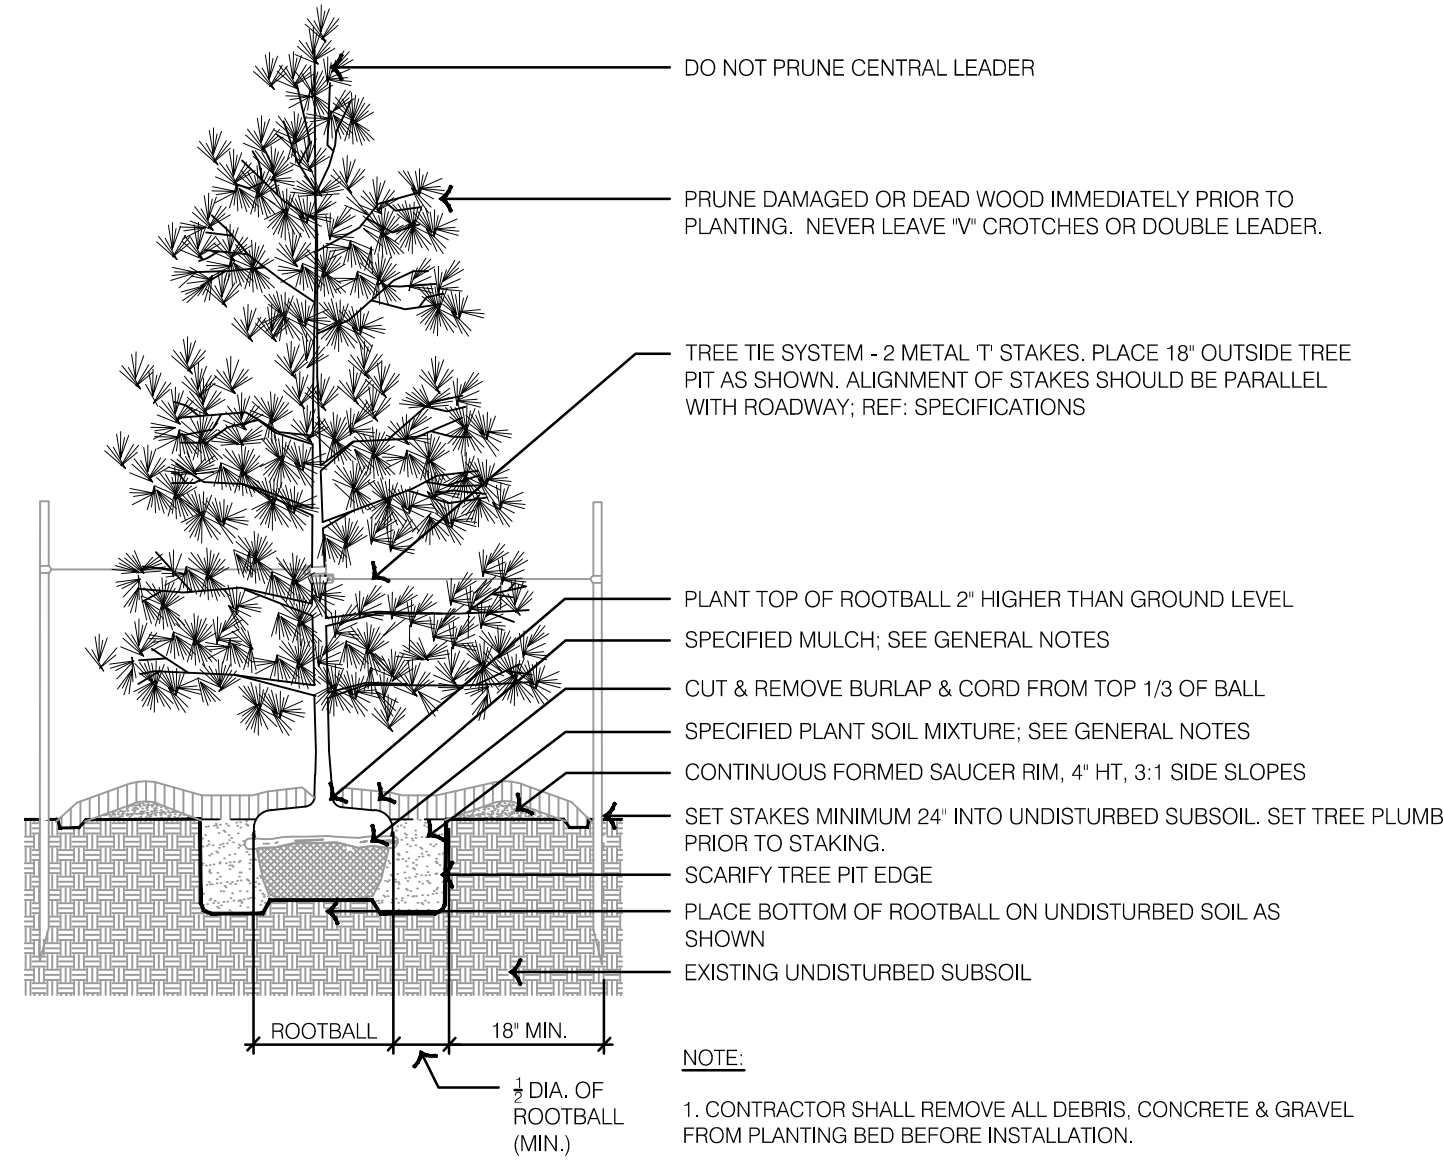 DO NOT PRUNE CENTRAL LEADER
PRUNE DAMAGED OR DEAD WOOD IMMEDIATELY PRIOR TO
PLANTING. NEVER LEAVE "V" CROTCHES OR DOUBLE LEADER.
TREE TIE SYSTEM - 2 METAL 'T' STAKES. PLACE 18" OUTSIDE TREE
PIT AS SHOWN. ALIGNMENT OF STAKES SHOULD BE PARALLEL
WITH ROADWAY; REF: SPECIFICATIONS
PLANT TOP OF ROOTBALL 2" HIGHER THAN GROUND LEVEL
SPECIFIED MULCH; SEE GENERAL NOTES
CUT & REMOVE BURLAP & CORD FROM TOP 1/3 OF BALL
SPECIFIED PLANT SOIL MIXTURE; SEE GENERAL NOTES
CONTINUOUS FORMED SAUCER RIM, 4" HT, 3:1 SIDE SLOPES
SET STAKES MINIMUM 24" INTO UNDISTURBED SUBSOIL. SET TREE PLUMB
PRIOR TO STAKING.
SCARIFY TREE PIT EDGE
PLACE BOTTOM OF ROOTBALL ON UNDISTURBED SOIL AS
SHOWN
EXISTING UNDISTURBED SUBSOIL
ROOTBALL
18" MIN.
½ DIA. OF
ROOTBALL
(MIN.)
NOTE:
1. CONTRACTOR SHALL REMOVE ALL DEBRIS, CONCRETE & GRAVEL
FROM PLANTING BED BEFORE INSTALLATION.